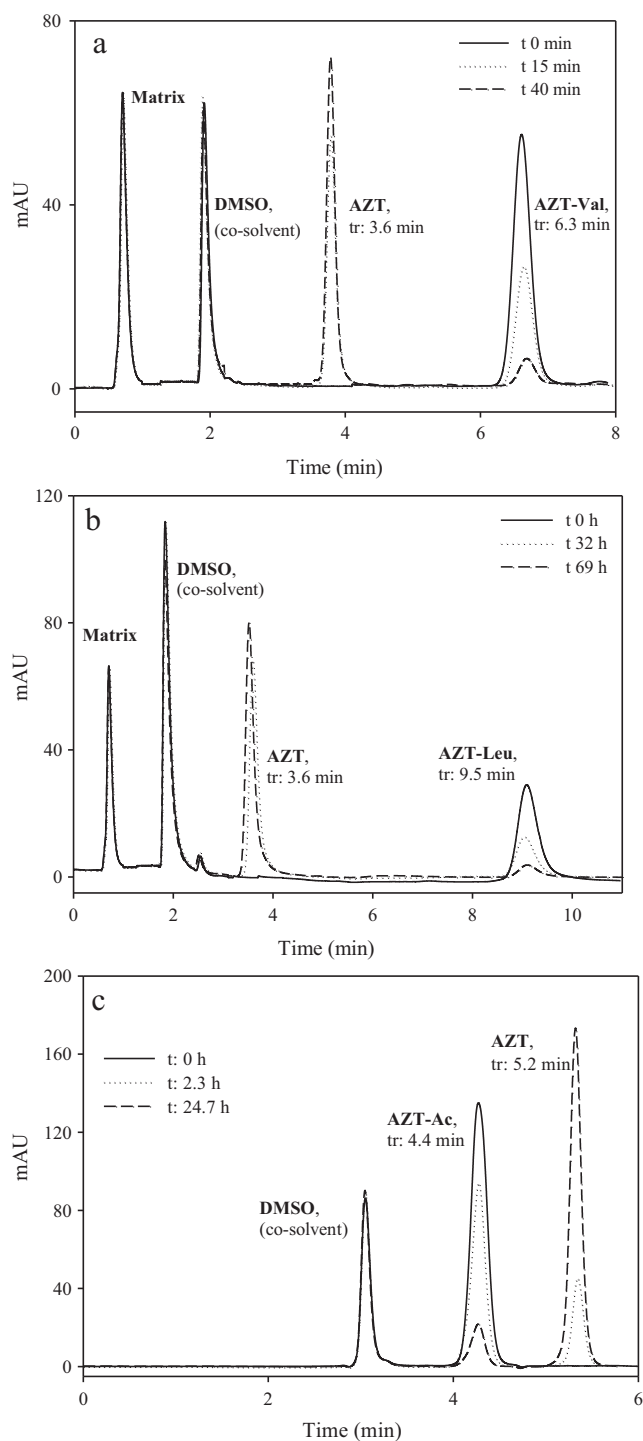 80
a
t 0 min
t 15 min
t 40 min
Matrix
DMSO,
(co-solvent)
AZT,
tr: 3.6 min
AZT-Val,
tr: 6.3 min
mAU
40
0
0
2
4
6
8
Time (min)
120
b
t 0 h
t 32 h
t 69 h
DMSO,
(co-solvent)
Matrix
AZT,
tr: 3.6 min
AZT-Leu,
tr: 9.5 min
mAU
80
40
0
0
2
4
6
8
10
Time (min)
200
c
t: 0 h
t: 2.3 h
t: 24.7 h
AZT,
tr: 5.2 min
AZT-Ac,
tr: 4.4 min
DMSO,
(co-solvent)
mAU
160
120
80
40
0
0
2
4
6
Time (min)